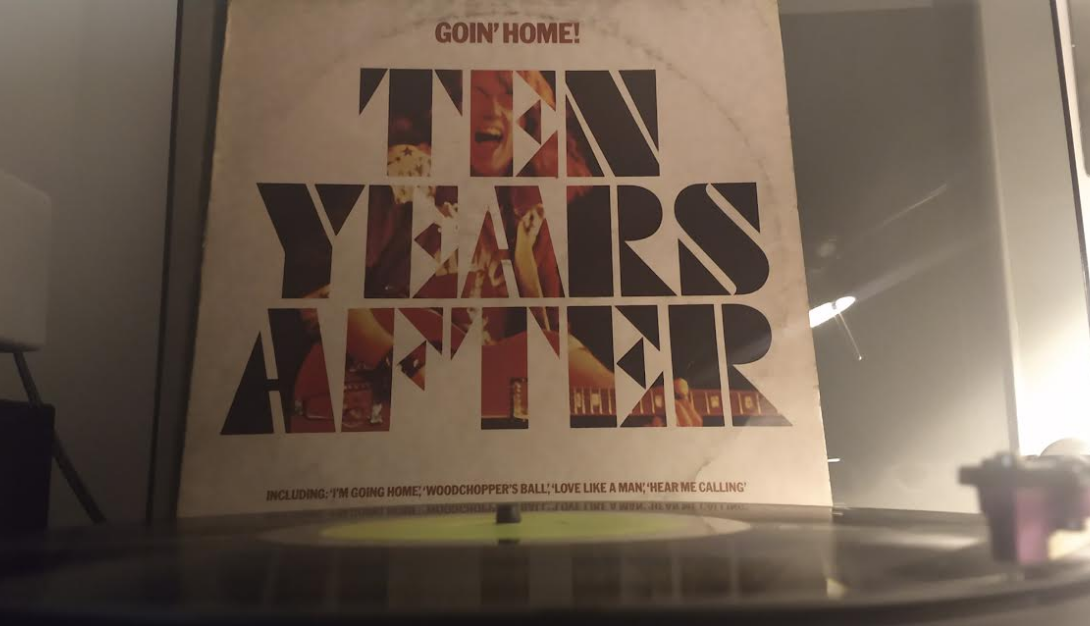 GOIN' HOME!
TEN
YEARS
AFTER
INCLUDING: 'I'M GOING HOME', 'WOODCHOPPER'S BALL', 'LOVE LIKE A MAN', 'HEAR ME CALLING'